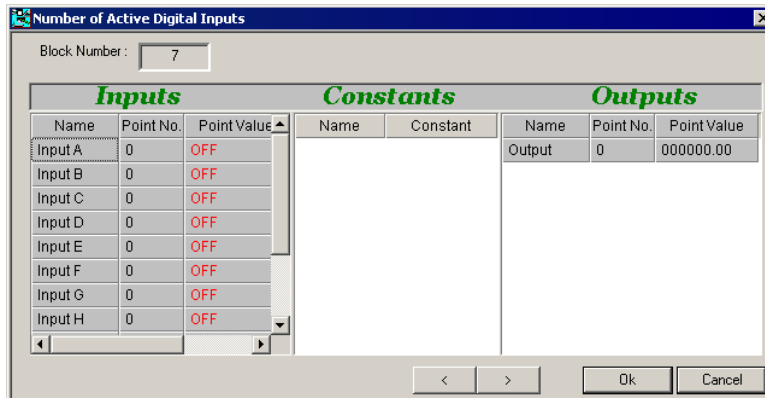 Number of Active Digital Inputs
Block Number : 7
Inputs Constants Outputs
Name Point No. Point Value Name Constant Name Point No. Point Value
Input A 0 OFF Output 0 000000.00
Input B 0 OFF
Input C 0 OFF
Input D 0 OFF
Input E 0 OFF
Input F 0 OFF
Input G 0 OFF
Input H 0 OFF
< > Ok Cancel